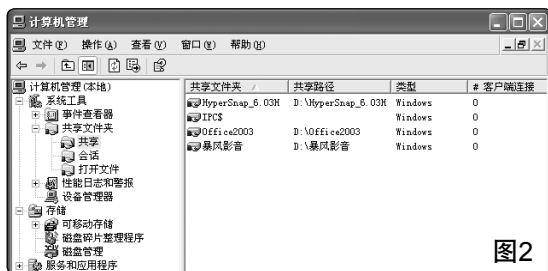 计算机管理
文件(F) 操作(A) 查看(V) 窗口(W) 帮助(H)
计算机管理(本地)
系统工具
事件查看器
共享文件夹
共享
会话
打开文件
性能日志和警报
设备管理器
存储
可移动存储
磁盘碎片整理程序
磁盘管理
服务和应用程序
共享文件夹 共享路径 类型 # 客户端连接
HyperSnap_6.03H D:\HyperSnap_6.03H Windows 0
IPC$ Windows 0
Office2003 D:\Office2003 Windows 0
暴风影音 D:\暴风影音 Windows 0
图2